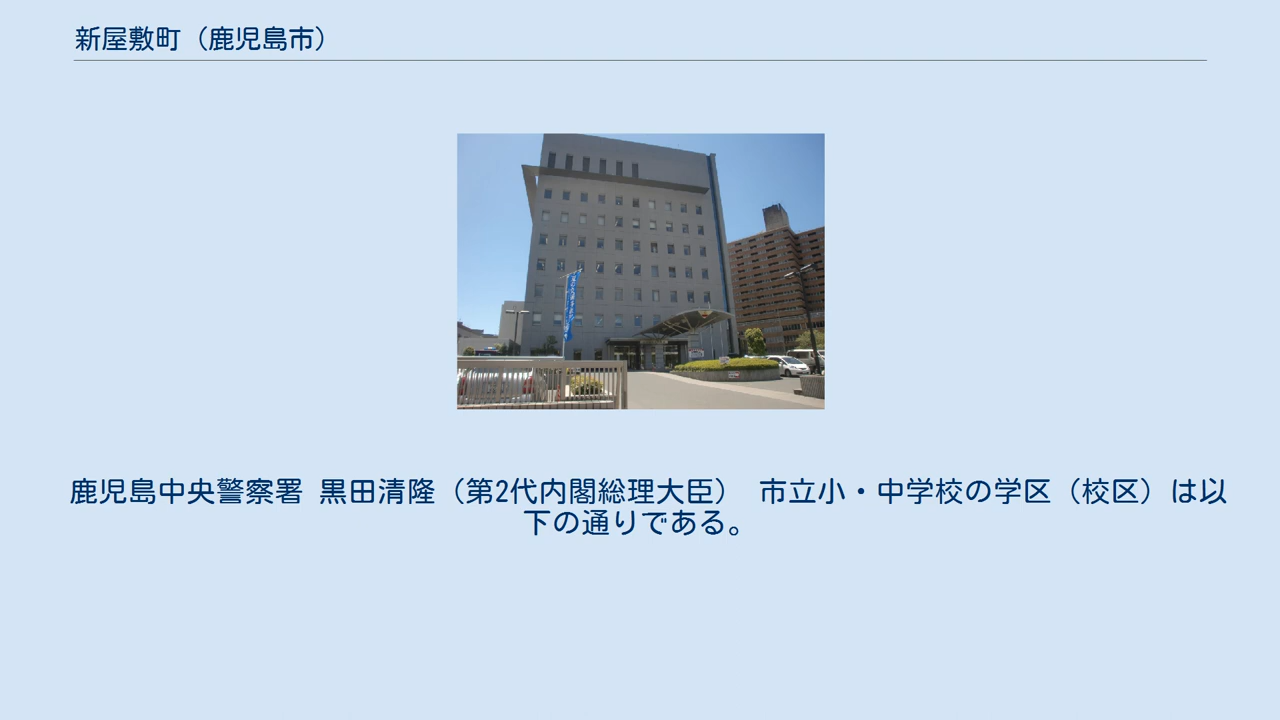 新屋敷町（鹿児島市）
鹿児島中央警察署 黒田清隆（第2代内閣総理大臣） 市立小・中学校の学区（校区）は以
下の通りである。